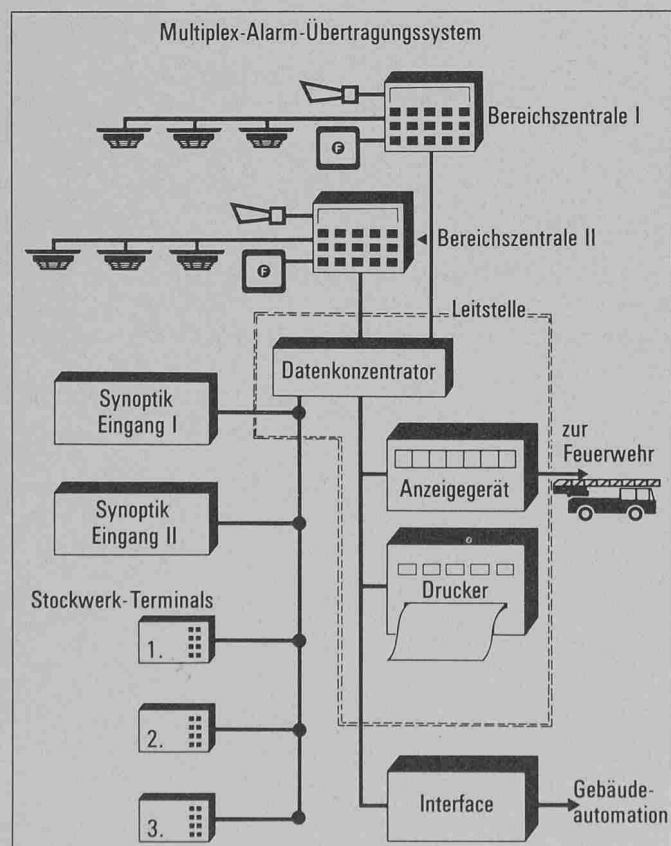 Multiplex-Alarm-Übertragungssystem
Bereichszentrale I
F
Bereichszentrale II
F
Leitstelle
Datenkonzentrator
Synoptik
Eingang I
zur
Feuerwehr
Anzeigegerät
Synoptik
Eingang II
Drucker
Stockwerk-Terminals
1.
2.
3.
Interface
Gebäude-
automation